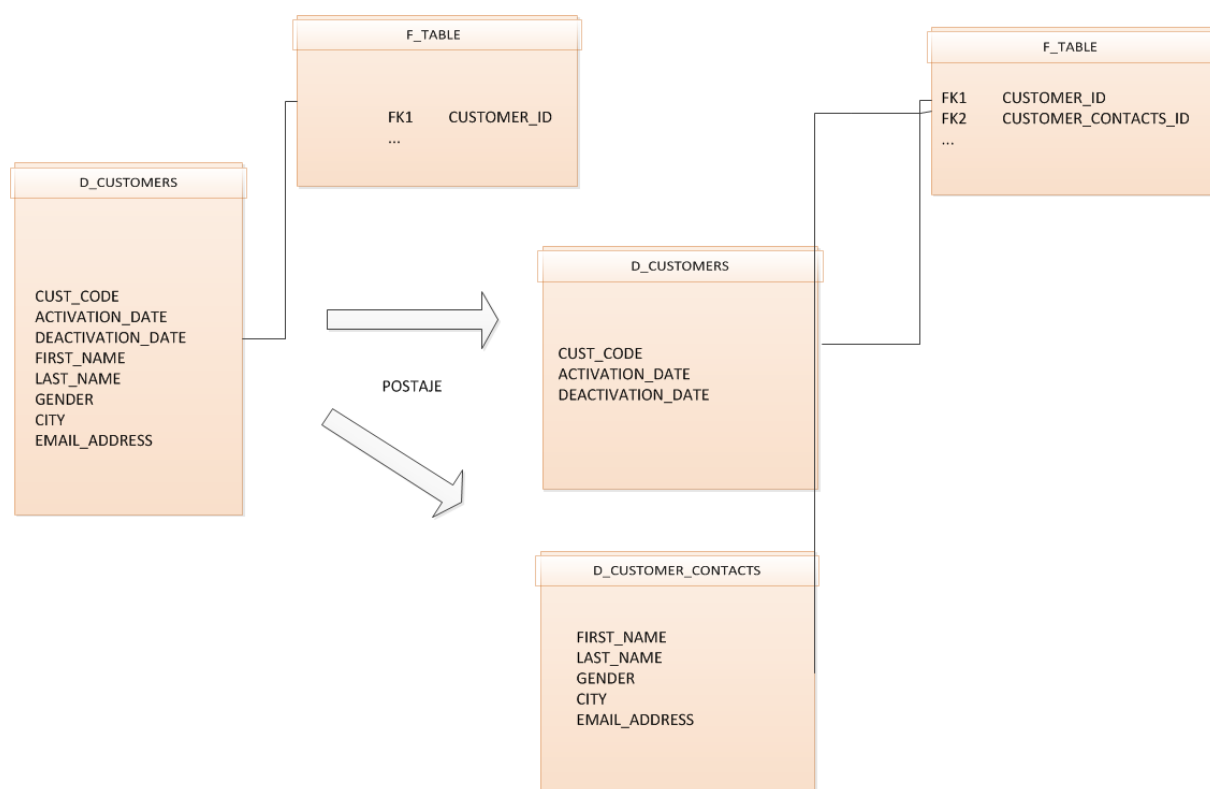 F_TABLE
FK1 CUSTOMER_ID
...
D_CUSTOMERS
CUST_CODE
ACTIVATION_DATE
DEACTIVATION_DATE
FIRST_NAME
LAST_NAME
GENDER
CITY
EMAIL_ADDRESS
POSTAJE
F_TABLE
FK1 CUSTOMER_ID
FK2 CUSTOMER_CONTACTS_ID
...
D_CUSTOMERS
CUST_CODE
ACTIVATION_DATE
DEACTIVATION_DATE
D_CUSTOMER_CONTACTS
FIRST_NAME
LAST_NAME
GENDER
CITY
EMAIL_ADDRESS